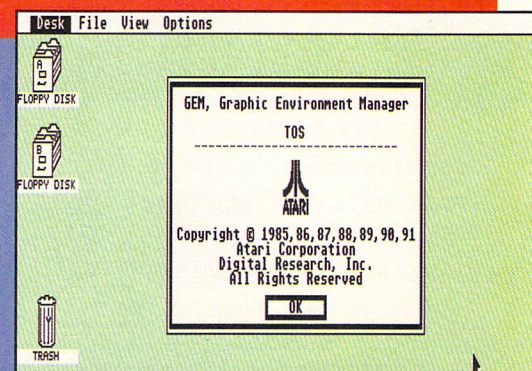 Desk File View Options
A
FLOPPY DISK
B
FLOPPY DISK
TRASH
GEM, Graphic Environment Manager
TOS
ATARI
Copyright © 1985,86,87,88,89,90,91
Atari Corporation
Digital Research, Inc.
All Rights Reserved
OK